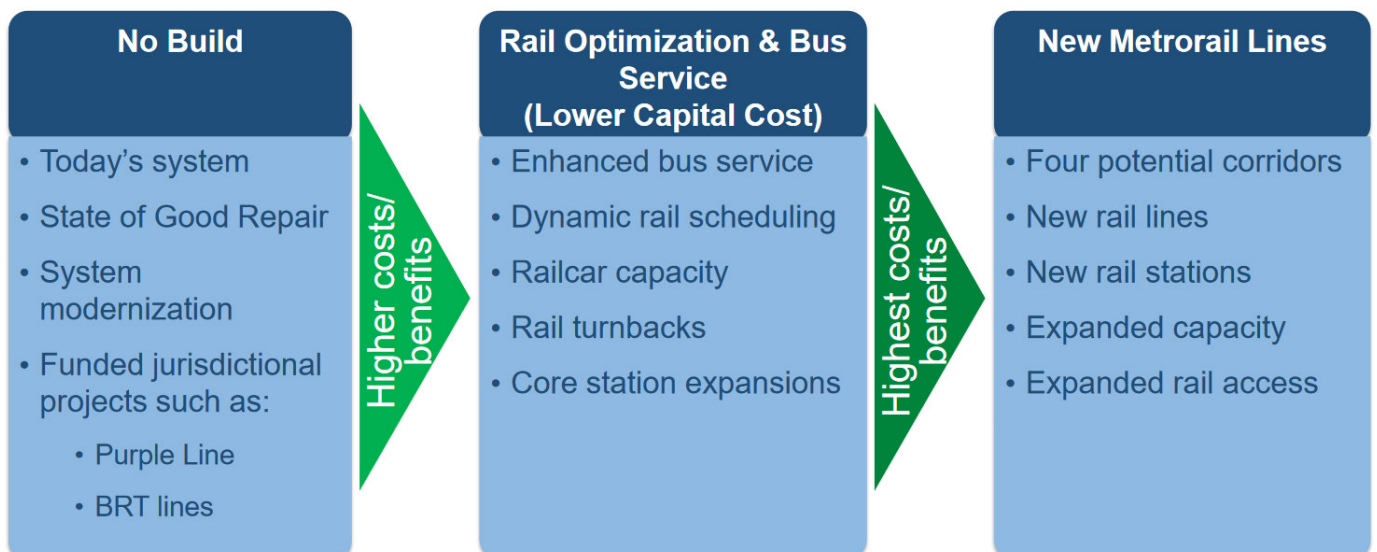 No Build
• Today's system
• State of Good Repair
• System
modernization
• Funded jurisdictional
projects such as:
• Purple Line
• BRT lines
Higher costs/
benefits
Rail Optimization & Bus
Service
(Lower Capital Cost)
• Enhanced bus service
• Dynamic rail scheduling
• Railcar capacity
• Rail turnbacks
• Core station expansions
Highest costs/
benefits
New Metrorail Lines
• Four potential corridors
• New rail lines
• New rail stations
• Expanded capacity
• Expanded rail access